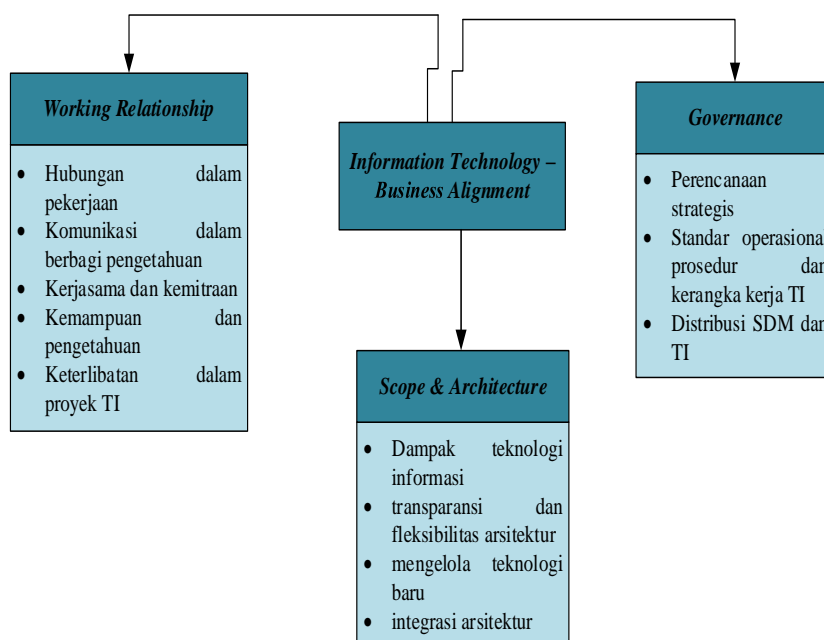 Working Relationship
Hubungan dalam
pekerjaan
Komunikasi dalam
berbagi pengetahuan
Kerjasama dan kemitraan
Kemampuan dan
pengetahuan
Keterlibatan dalam
proyek TI
Information Technology –
Business Alignment
Governance
Perencanaan
strategis
Standar operasional
prosedur dan
kerangka kerja TI
Distribusi SDM dan
TI
Scope & Architecture
Dampak teknologi
informasi
transparansi dan
fleksibilitas arsitektur
mengelola teknologi
baru
integrasi arsitektur